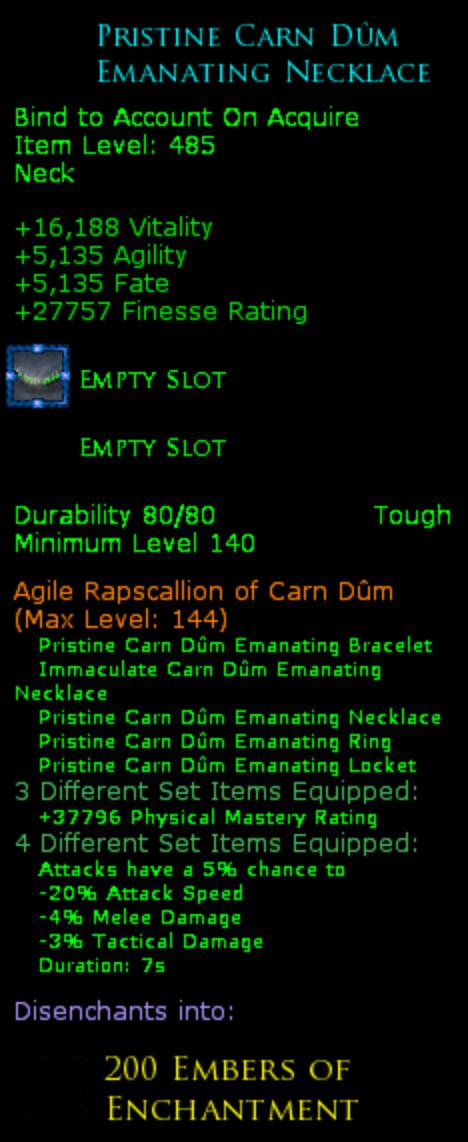 Pristine Carn Dûm
Emanating Necklace
Bind to Account On Acquire
Item Level: 485
Neck
+16,188 Vitality
+5,135 Agility
+5,135 Fate
+27757 Finesse Rating
Empty Slot
Empty Slot
Durability 80/80 Tough
Minimum Level 140
Agile Rapscallion of Carn Dûm
(Max Level: 144)
Pristine Carn Dûm Emanating Bracelet
Immaculate Carn Dûm Emanating
Necklace
Pristine Carn Dûm Emanating Necklace
Pristine Carn Dûm Emanating Ring
Pristine Carn Dûm Emanating Locket
3 Different Set Items Equipped:
+37796 Physical Mastery Rating
4 Different Set Items Equipped:
Attacks have a 5% chance to
-20% Attack Speed
-4% Melee Damage
-3% Tactical Damage
Duration: 7s
Disenchants into:
200 Embers of
Enchantment